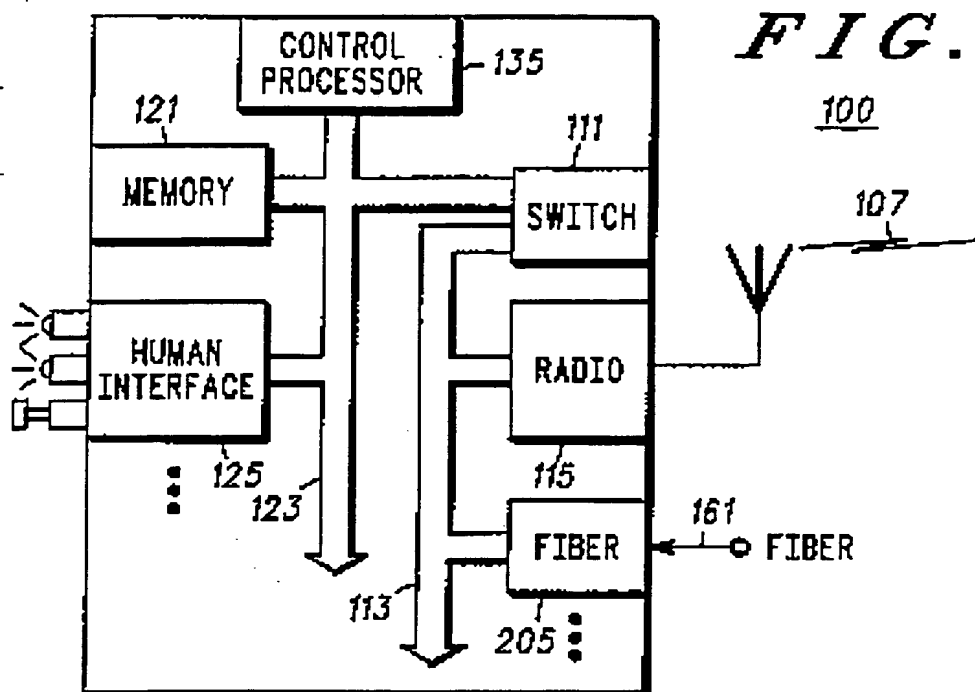 FIG.
100
CONTROL
PROCESSOR
135
121
MEMORY
111
SWITCH
107
HUMAN
INTERFACE
125
123
RADIO
115
161
FIBER
FIBER
113
205